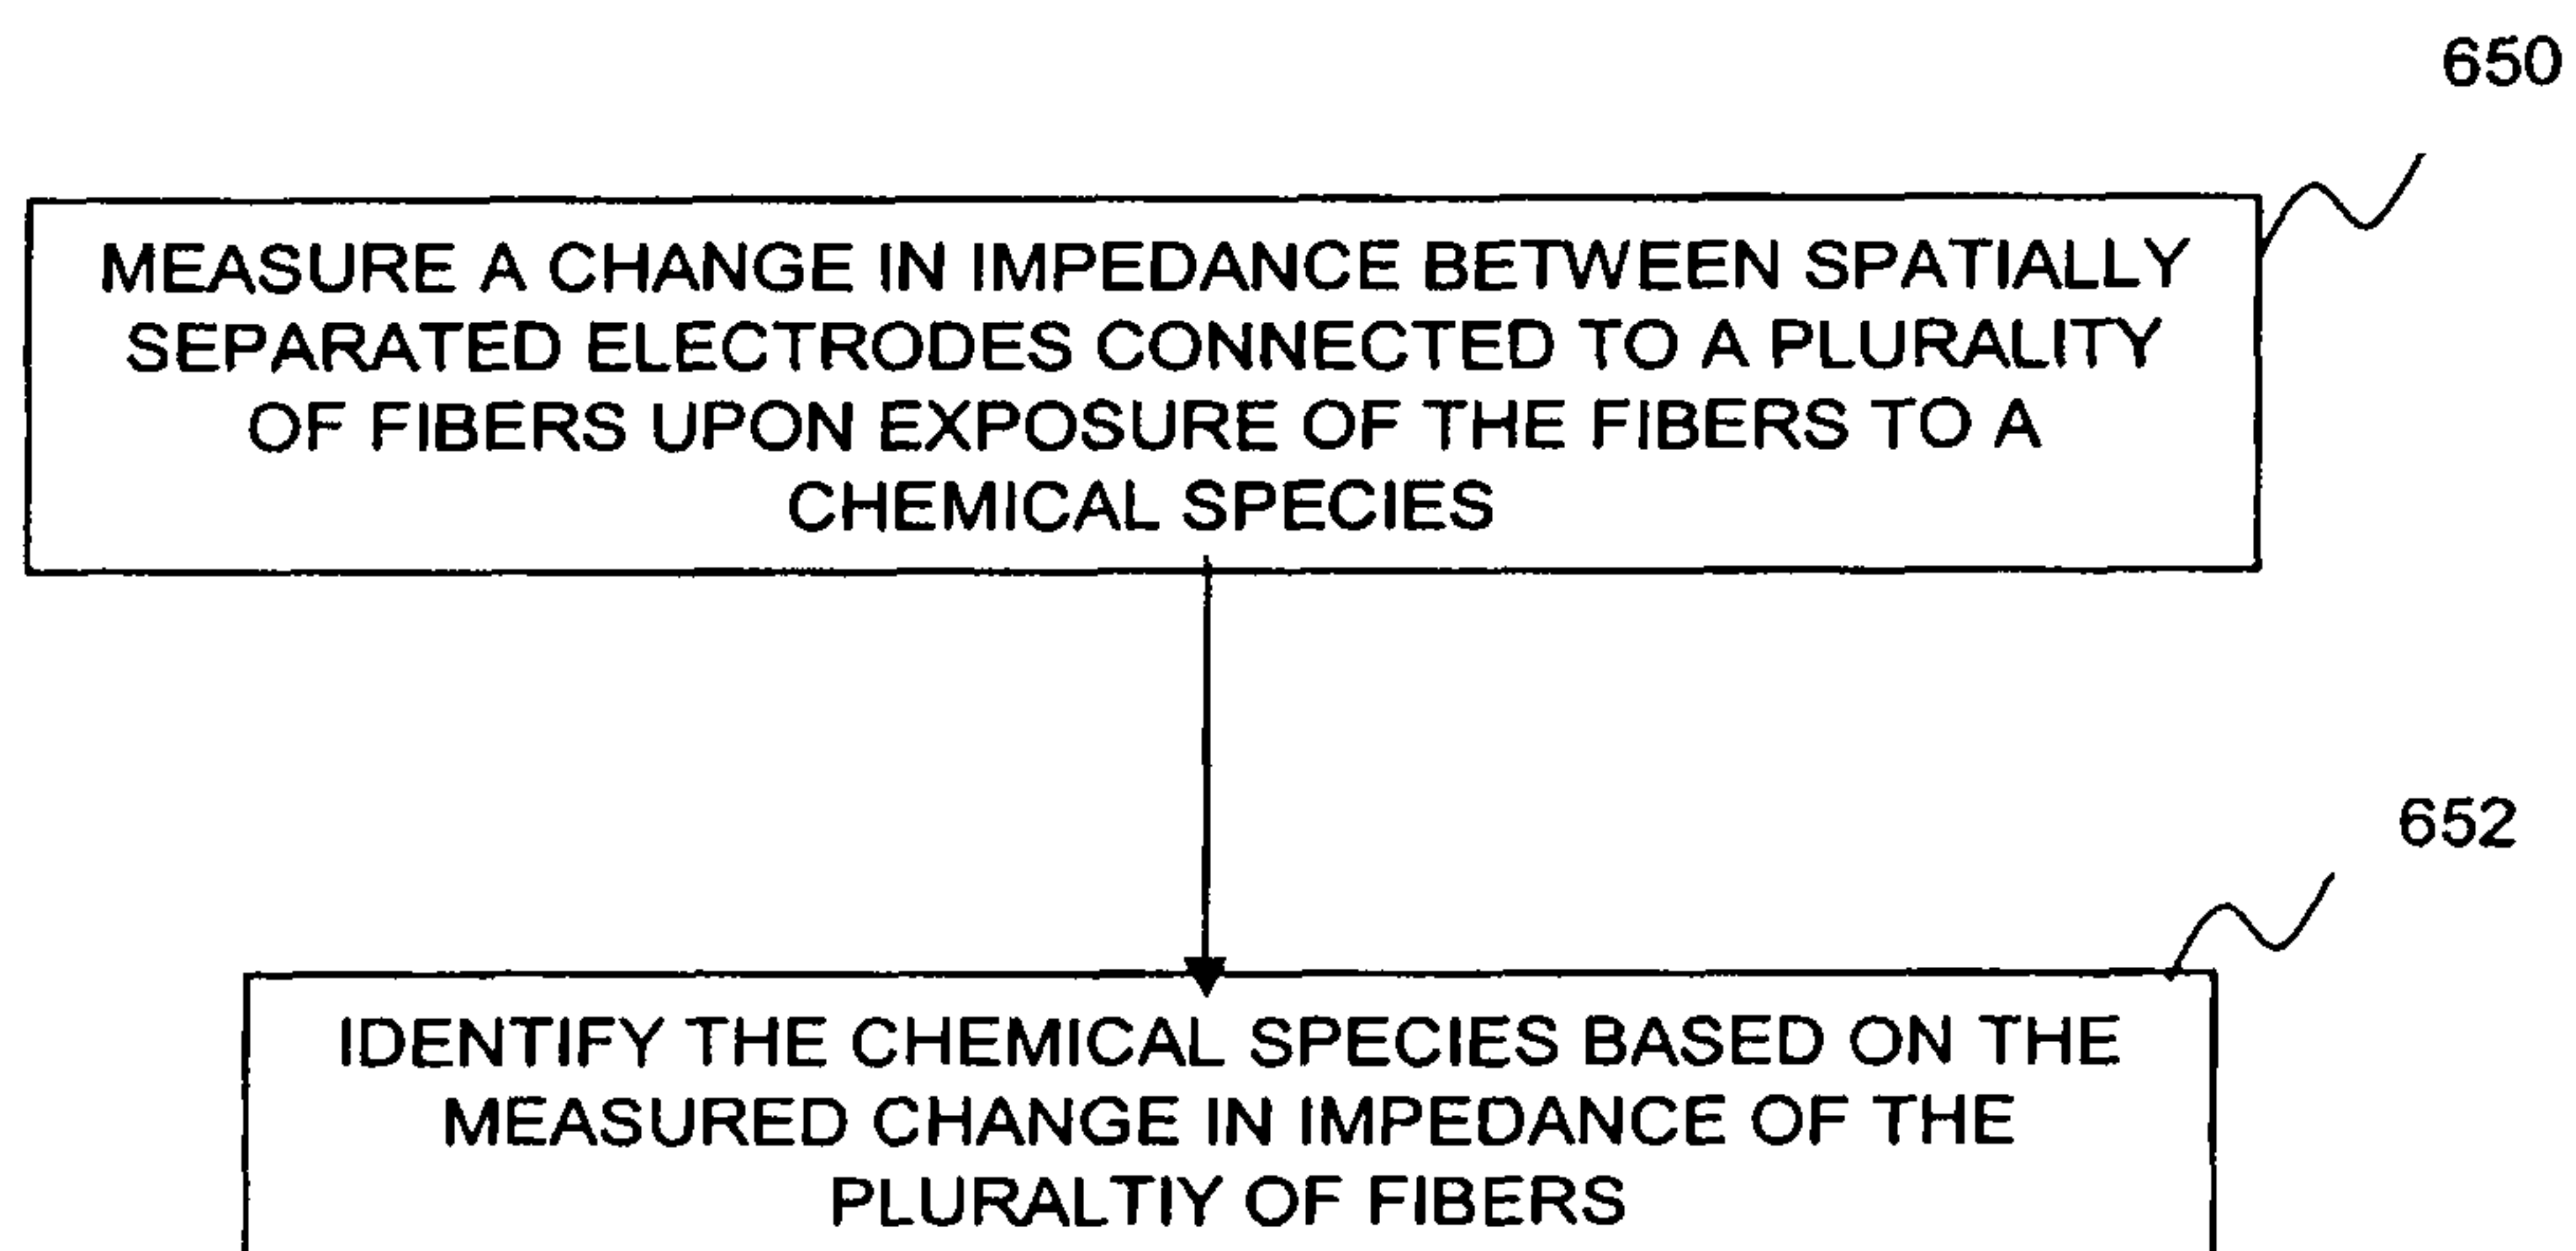 650
MEASURE A CHANGE IN IMPEDANCE BETWEEN SPATIALLY
SEPARATED ELECTRODES CONNECTED TO A PLURALITY
OF FIBERS UPON EXPOSURE OF THE FIBERS TO A
CHEMICAL SPECIES
652
IDENTIFY THE CHEMICAL SPECIES BASED ON THE
MEASURED CHANGE IN IMPEDANCE OF THE
PLURALTIY OF FIBERS